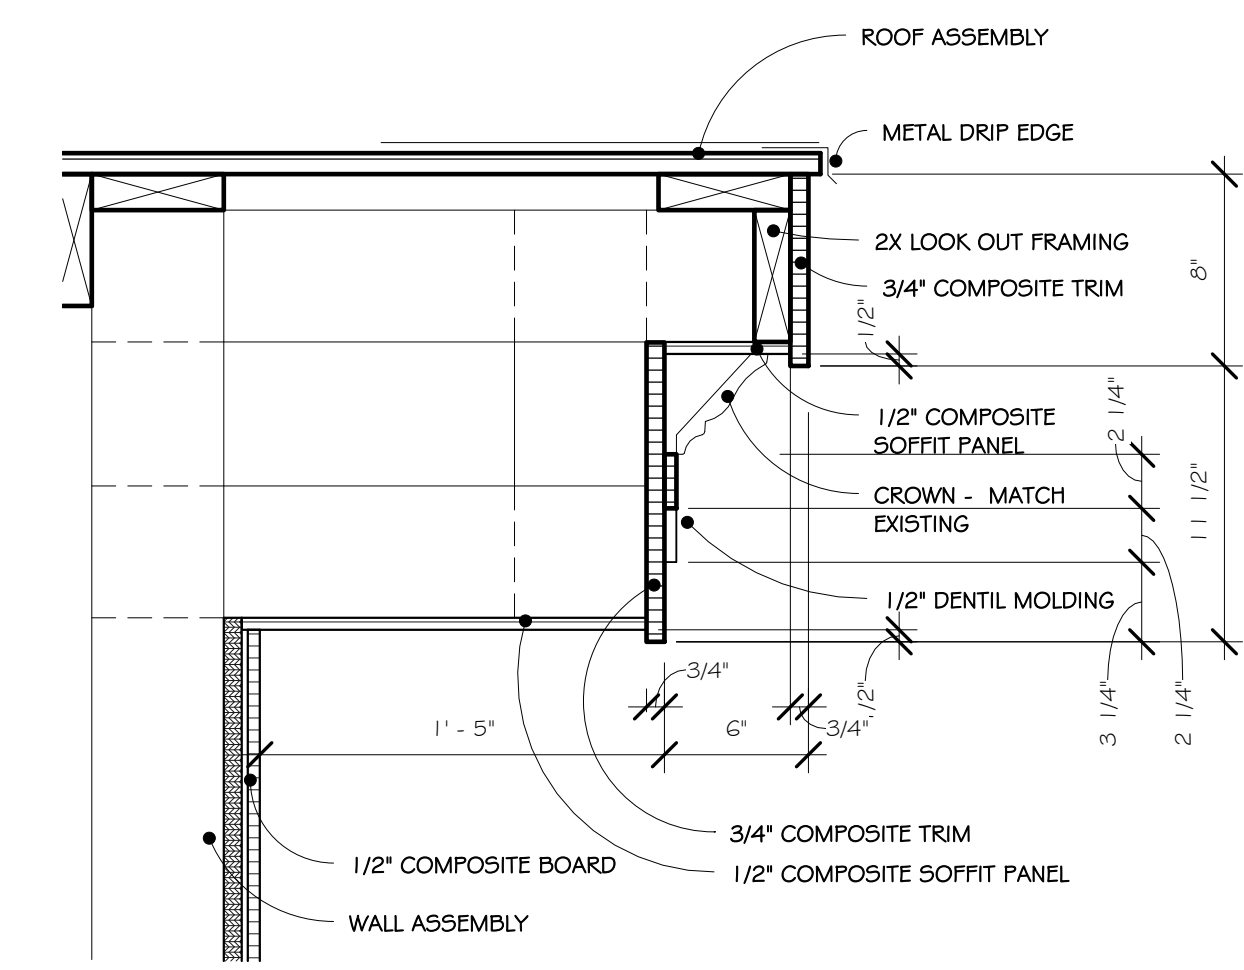 ROOF ASSEMBLY
METAL DRIP EDGE
2X LOOK OUT FRAMING
8"
3/4" COMPOSITE TRIM
1/2"
1/2" COMPOSITE
SOFFIT PANEL
2 1/4"
CROWN - MATCH
EXISTING
11 1/2"
1/2" DENTIL MOLDING
3/4"
1/2"
3 1/4"
2 1/4"
1' - 5"
6"
3/4"
3/4" COMPOSITE TRIM
1/2" COMPOSITE BOARD
1/2" COMPOSITE SOFFIT PANEL
WALL ASSEMBLY